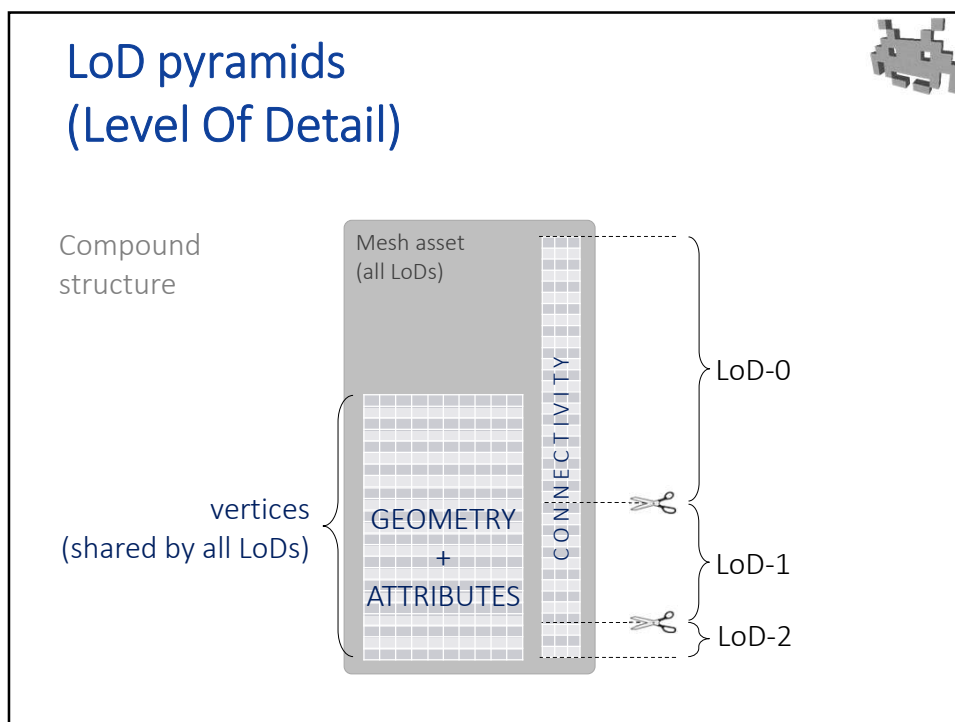 LoD pyramids
(Level Of Detail)
Compound
structure
Mesh asset
(all LoDs)
CONNECTIVITY
LoD-0
vertices
(shared by all LoDs)
GEOMETRY
+
ATTRIBUTES
LoD-1
LoD-2